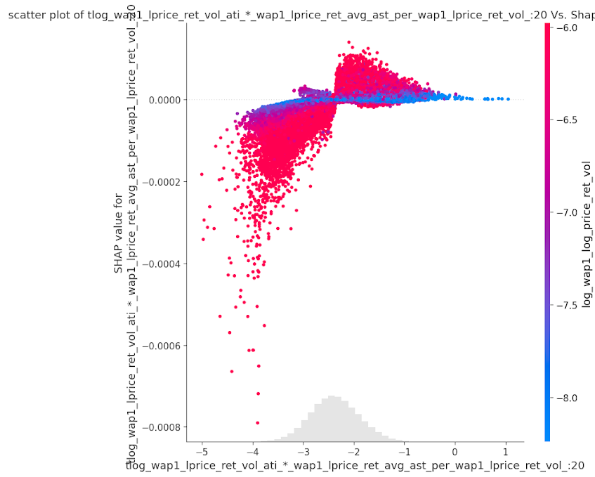 scatter plot of tlog_wap1_lprice_ret_vol_ati_*_wap1_lprice_ret_avg_ast_per_wap1_lprice_ret_vol_:20 Vs. Shap
SHAP value for
tlog_wap1_lprice_ret_vol_ati_*_wap1_lprice_ret_avg_ast_per_wap1_lprice_ret_vol_:20
0.0000
−0.0002
−0.0004
−0.0006
−0.0008
−5 −4 −3 −2 −1 0 1
tlog_wap1_lprice_ret_vol_ati_*_wap1_lprice_ret_avg_ast_per_wap1_lprice_ret_vol_:20
−6.0
−6.5
−7.0
−7.5
−8.0
log_wap1_log_price_ret_vol